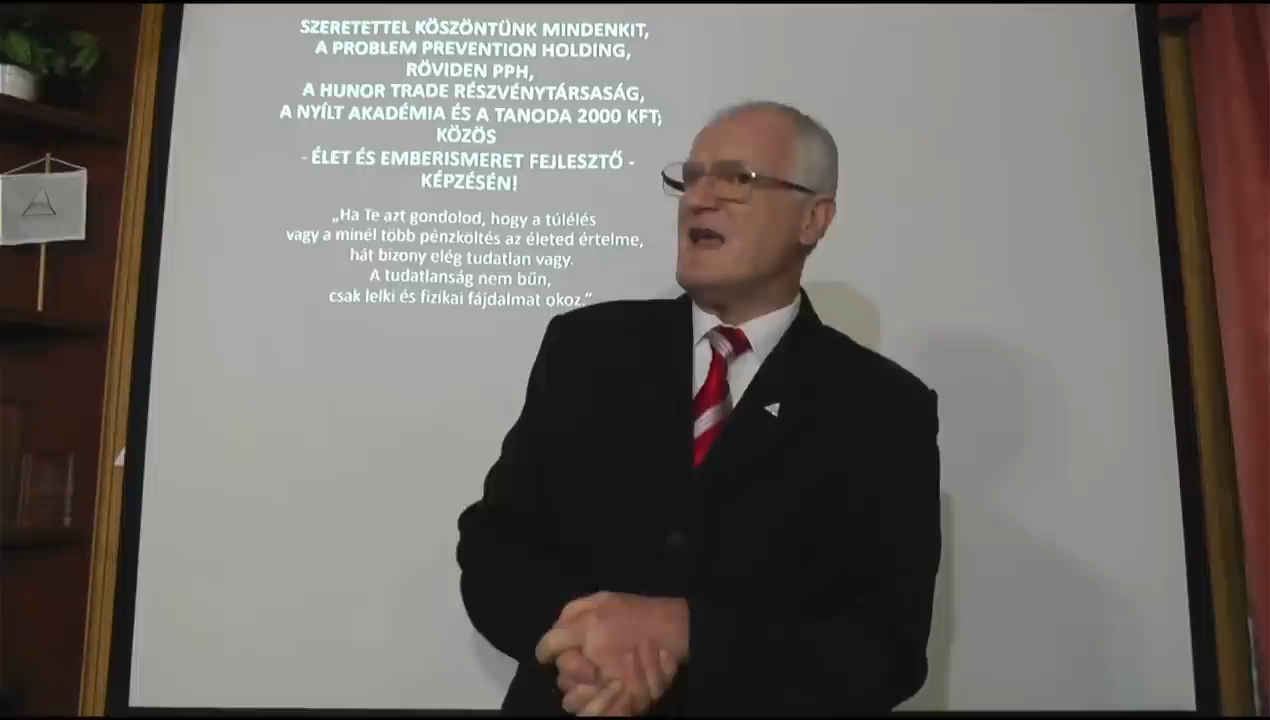 SZERETETTEL KÖSZÖNTÜNK MINDENKIT,
A PROBLEM PREVENTION HOLDING,
RÖVIDEN PPH,
A HUNOR TRADE RÉSZVÉNYTÁRSASÁG,
A NYÍLT AKADÉMIA ÉS A TANODA 2000 KFT;
KÖZÖS
- ÉLET ÉS EMBERISMERET FEJLESZTŐ -
KÉPZÉSÉN!
„Ha Te azt gondolod, hogy a túlélés
vagy a minél több pénzköltés az életed értelme,
hát bizony elég tudatlan vagy.
A tudatlanság nem bűn,
csak lelki és fizikai fájdalmat okoz.”